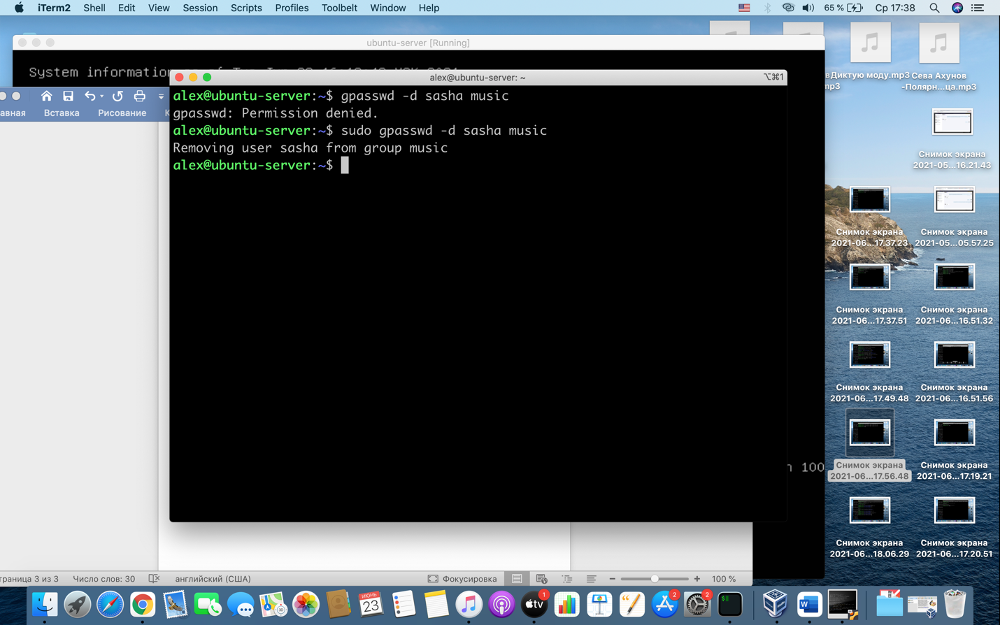 iTerm2 Shell Edit View Session Scripts Profiles Toolbelt Window Help 65 % Ср 17:38
ubuntu-server [Running]
System information
alex@ubuntu-server: ~ ⌥⌘1
alex@ubuntu-server:~$ gpasswd -d sasha music
gpasswd: Permission denied.
alex@ubuntu-server:~$ sudo gpasswd -d sasha music
Removing user sasha from group music
alex@ubuntu-server:~$
авная Вставка Рисование К
вДиктую моду.mp3
mp3
Сева Ахунов
-Полярн...ца.mp3
Снимок экрана
2021-05...16.21.43
Снимок экрана
2021-06...17.37.23
Снимок экрана
2021-05...05.57.25
Снимок экрана
2021-06...17.37.51
Снимок экрана
2021-06...16.51.32
Снимок экрана
2021-06...17.49.48
Снимок экрана
2021-06...16.51.56
n 100
Снимок экрана
2021-06...17.56.48
Снимок экрана
2021-06...17.19.21
Снимок экрана
2021-06...18.06.29
Снимок экрана
2021-06...17.20.51
траница 3 из 3 Число слов: 30 английский (США) Фокусировка 100 %
ИЮНЬ
23
3D
tv
1
2
2
$
W